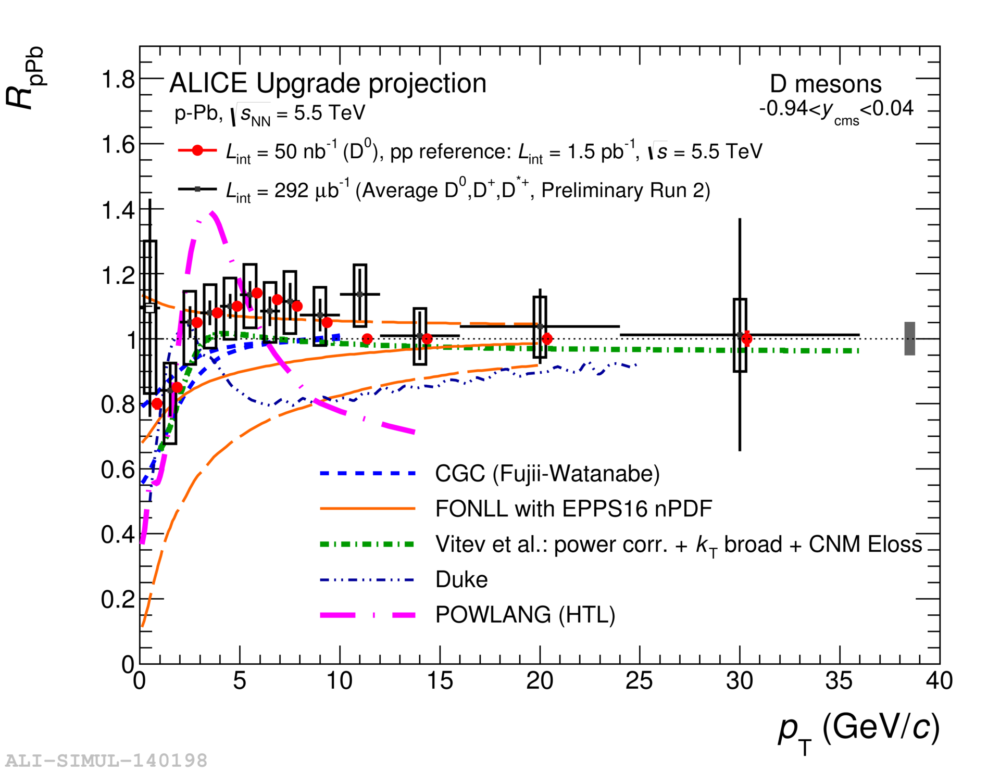 R_pPb
ALICE Upgrade projection
D mesons
p-Pb, √s_NN = 5.5 TeV
-0.94<y_cms<0.04
L_int = 50 nb^-1 (D^0), pp reference: L_int = 1.5 pb^-1, √s = 5.5 TeV
L_int = 292 μb^-1 (Average D^0,D^+,D^*+, Preliminary Run 2)
1.8
1.6
1.4
1.2
1
0.8
0.6
0.4
0.2
0
CGC (Fujii-Watanabe)
FONLL with EPPS16 nPDF
Vitev et al.: power corr. + k_T broad + CNM Eloss
Duke
POWLANG (HTL)
0 5 10 15 20 25 30 35 40
p_T (GeV/c)
ALI-SIMUL-140198